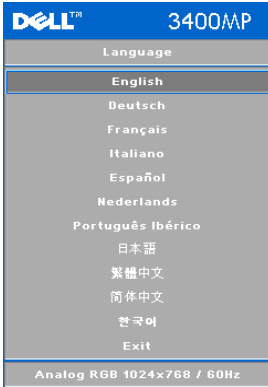 DELL™ 3400MP
Language
English
Deutsch
Français
Italiano
Español
Nederlands
Português Ibérico
日本語
繁體中文
简体中文
한국어
Exit
Analog RGB 1024x768 / 60Hz